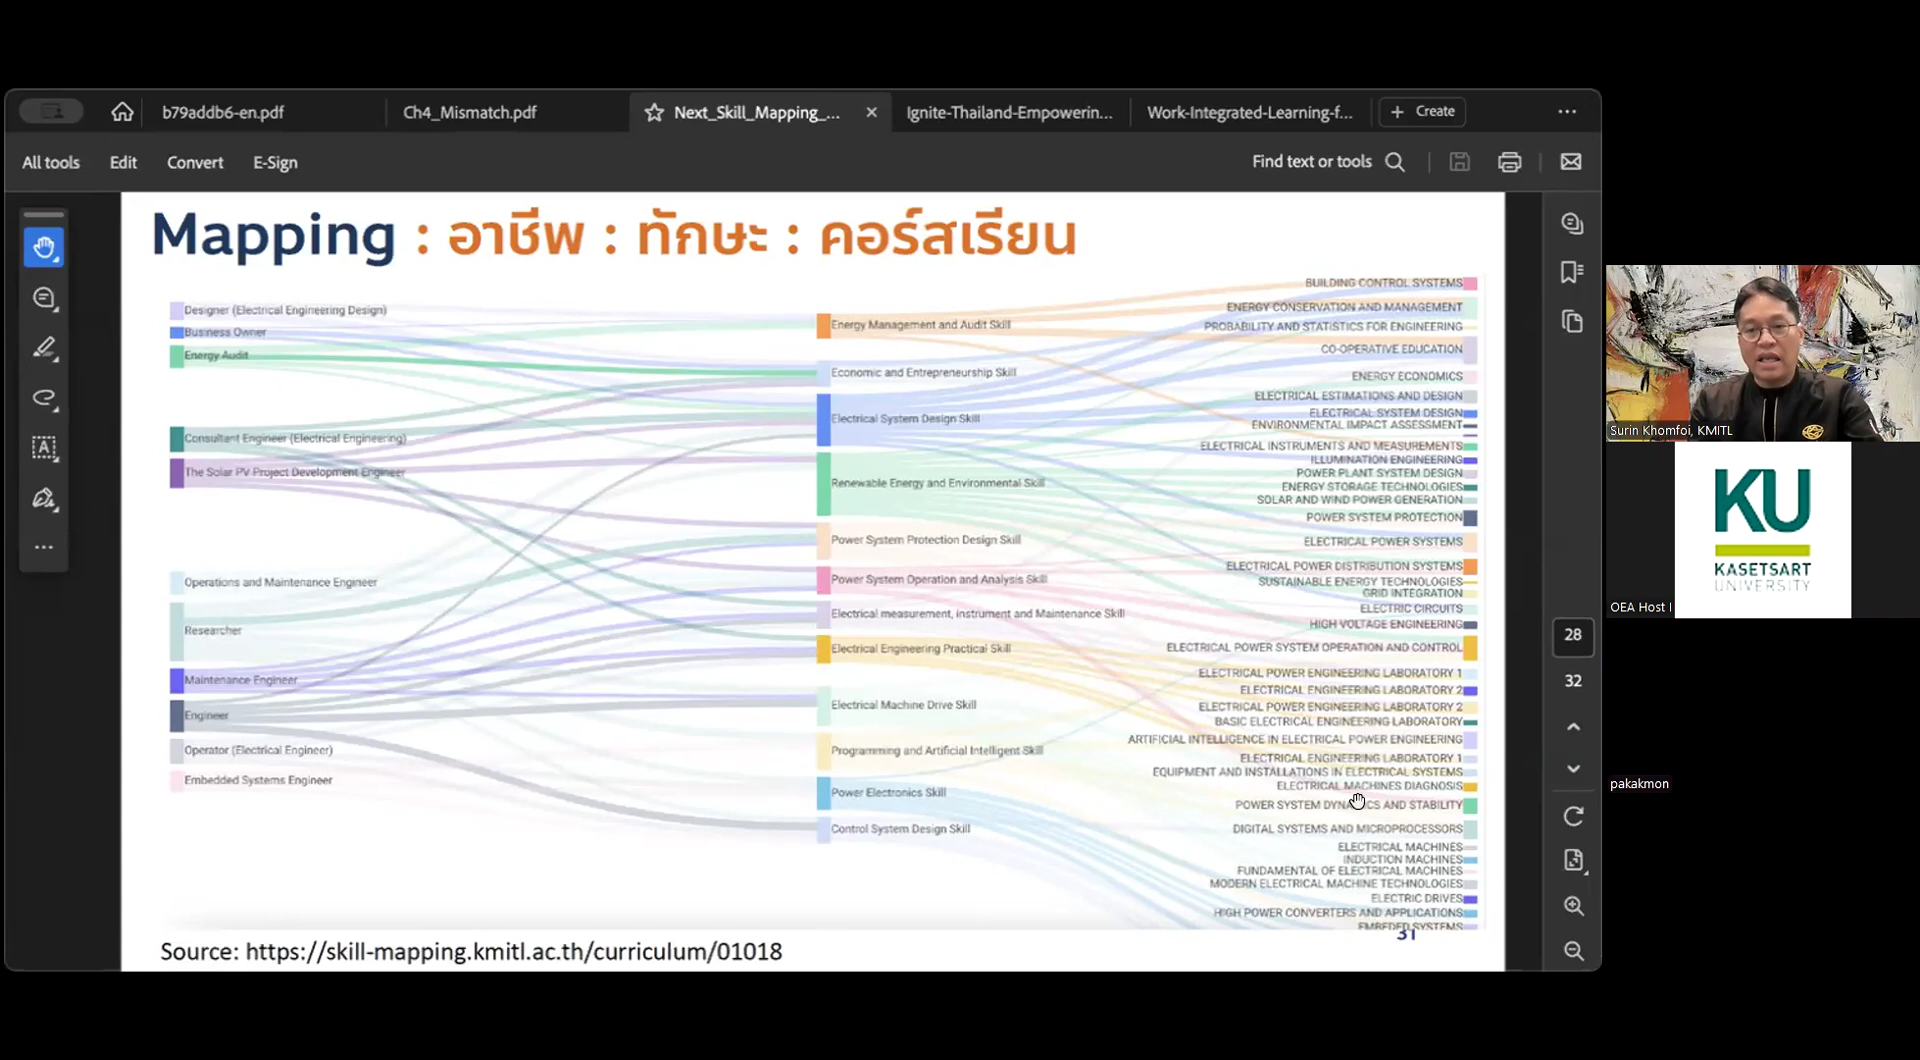 b79addb6-en.pdf
Ch4_Mismatch.pdf
Next_Skill_Mapping_...
Ignite-Thailand-Empowerin...
Work-Integrated-Learning-f...
Create
All tools
Edit
Convert
E-Sign
Find text or tools
Mapping : อาชีพ : ทักษะ : คอร์สเรียน
Designer (Electrical Engineering Design)
Business Owner
Energy Audit
Consultant Engineer (Electrical Engineering)
The Solar PV Project Development Engineer
Operations and Maintenance Engineer
Researcher
Maintenance Engineer
Engineer
Operator (Electrical Engineer)
Embedded Systems Engineer
Energy Management and Audit Skill
Economic and Entrepreneurship Skill
Electrical System Design Skill
Renewable Energy and Environmental Skill
Power System Protection Design Skill
Power System Operation and Analysis Skill
Electrical measurement, instrument and Maintenance Skill
Electrical Engineering Practical Skill
Electrical Machine Drive Skill
Programming and Artificial Intelligent Skill
Power Electronics Skill
Control System Design Skill
BUILDING CONTROL SYSTEMS
ENERGY CONSERVATION AND MANAGEMENT
PROBABILITY AND STATISTICS FOR ENGINEERING
CO-OPERATIVE EDUCATION
ENERGY ECONOMICS
ELECTRICAL ESTIMATIONS AND DESIGN
ELECTRICAL SYSTEM DESIGN
ENVIRONMENTAL IMPACT ASSESSMENT
ELECTRICAL INSTRUMENTS AND MEASUREMENTS
ILLUMINATION ENGINEERING
POWER PLANT SYSTEM DESIGN
ENERGY STORAGE TECHNOLOGIES
SOLAR AND WIND POWER GENERATION
POWER SYSTEM PROTECTION
ELECTRICAL POWER SYSTEMS
ELECTRICAL POWER DISTRIBUTION SYSTEMS
SUSTAINABLE ENERGY TECHNOLOGIES
GRID INTEGRATION
ELECTRIC CIRCUITS
HIGH VOLTAGE ENGINEERING
ELECTRICAL POWER SYSTEM OPERATION AND CONTROL
ELECTRICAL POWER ENGINEERING LABORATORY 1
ELECTRICAL ENGINEERING LABORATORY 2
ELECTRICAL POWER ENGINEERING LABORATORY 2
BASIC ELECTRICAL ENGINEERING LABORATORY
ARTIFICIAL INTELLIGENCE IN ELECTRICAL POWER ENGINEERING
ELECTRICAL ENGINEERING LABORATORY 1
EQUIPMENT AND INSTALLATIONS IN ELECTRICAL SYSTEMS
ELECTRICAL MACHINES DIAGNOSIS
POWER SYSTEM DYNAMICS AND STABILITY
DIGITAL SYSTEMS AND MICROPROCESSORS
ELECTRICAL MACHINES
INDUCTION MACHINES
FUNDAMENTAL OF ELECTRICAL MACHINES
MODERN ELECTRICAL MACHINE TECHNOLOGIES
ELECTRIC DRIVES
HIGH POWER CONVERTERS AND APPLICATIONS
EMBEDED SYSTEMS
31
Source: https://skill-mapping.kmitl.ac.th/curriculum/01018
28
32
Surin Khomfoi, KMITL
KU
KASETSART
UNIVERSITY
OEA Host I
pakakmon